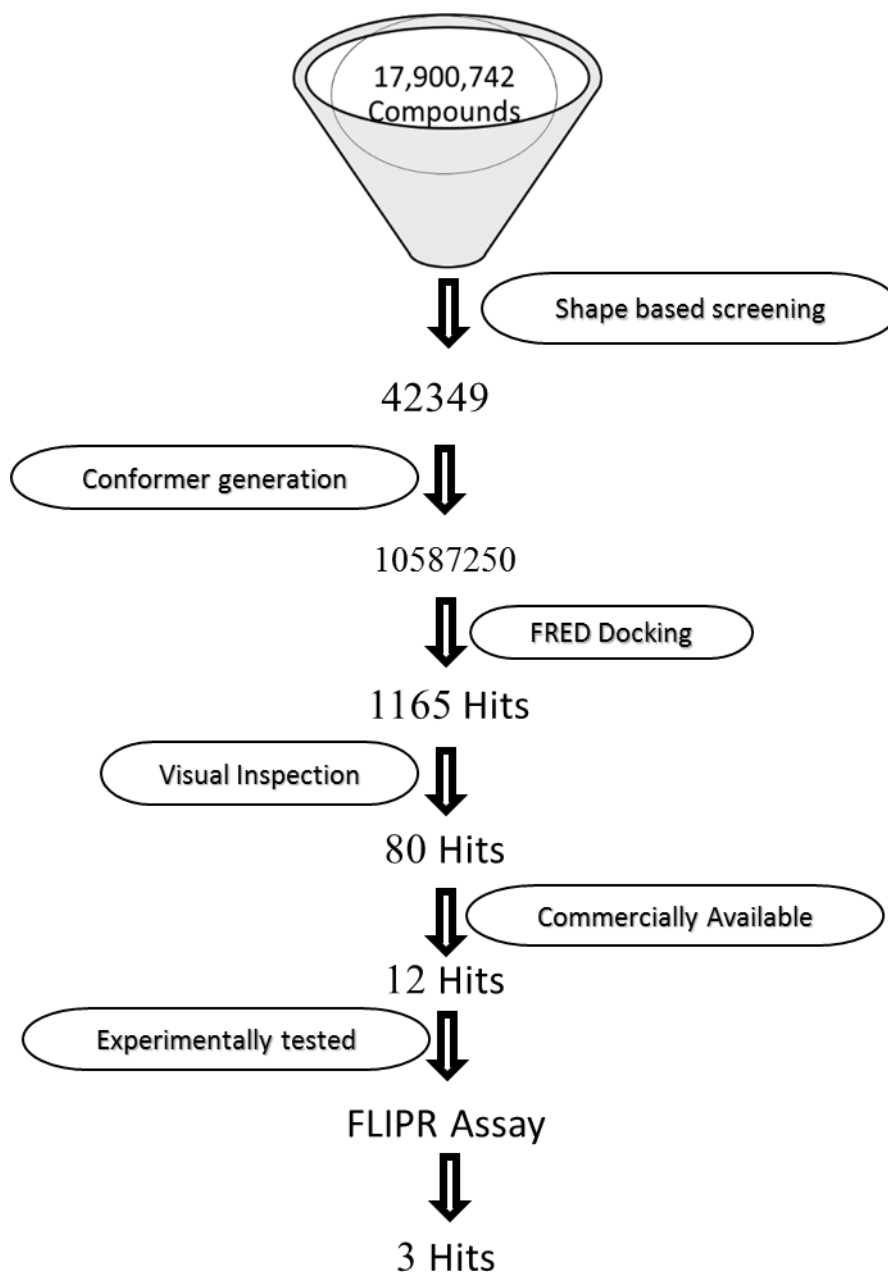 17,900,742
Compounds
Shape based screening
42349
Conformer generation
10587250
FRED Docking
1165 Hits
Visual Inspection
80 Hits
Commercially Available
12 Hits
Experimentally tested
FLIPR Assay
3 Hits